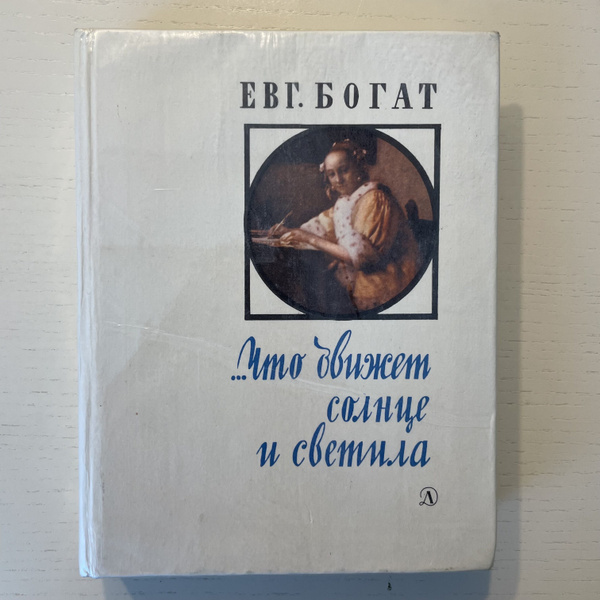 ЕВГ. БОГАТ
...Что движет
солнце
и светила
Д